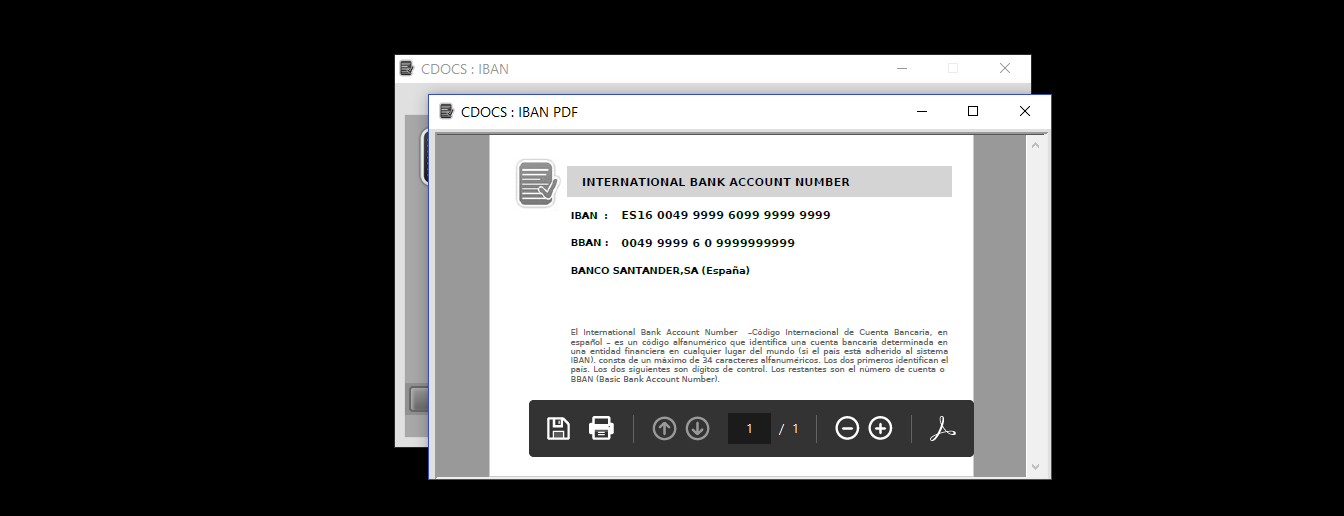 CDOCS : IBAN
CDOCS : IBAN PDF
INTERNATIONAL BANK ACCOUNT NUMBER
IBAN : ES16 0049 9999 6099 9999 9999
BBAN : 0049 9999 6 0 9999999999
BANCO SANTANDER,SA (España)
El International Bank Account Number –Código Internacional de Cuenta Bancaria, en
español – es un código alfanumérico que identifica una cuenta bancaria determinada en
una entidad financiera en cualquier lugar del mundo (si el país está adherido al sistema
IBAN). consta de un máximo de 34 caracteres alfanuméricos. Los dos primeros identifican el
país. Los dos siguientes son dígitos de control. Los restantes son el número de cuenta o
BBAN (Basic Bank Account Number).
1 / 1